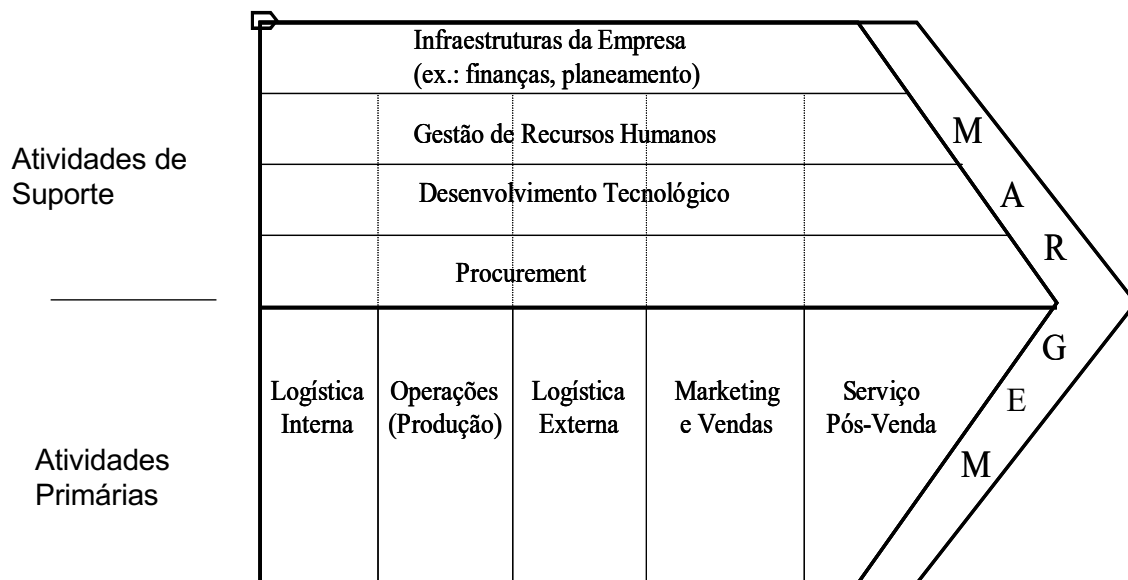 Infraestruturas da Empresa
(ex.: finanças, planeamento)
Gestão de Recursos Humanos
Desenvolvimento Tecnológico
Procurement
Atividades de
Suporte
Logística
Interna
Operações
(Produção)
Logística
Externa
Marketing
e Vendas
Serviço
Pós-Venda
Atividades
Primárias
M
A
R
G
E
M